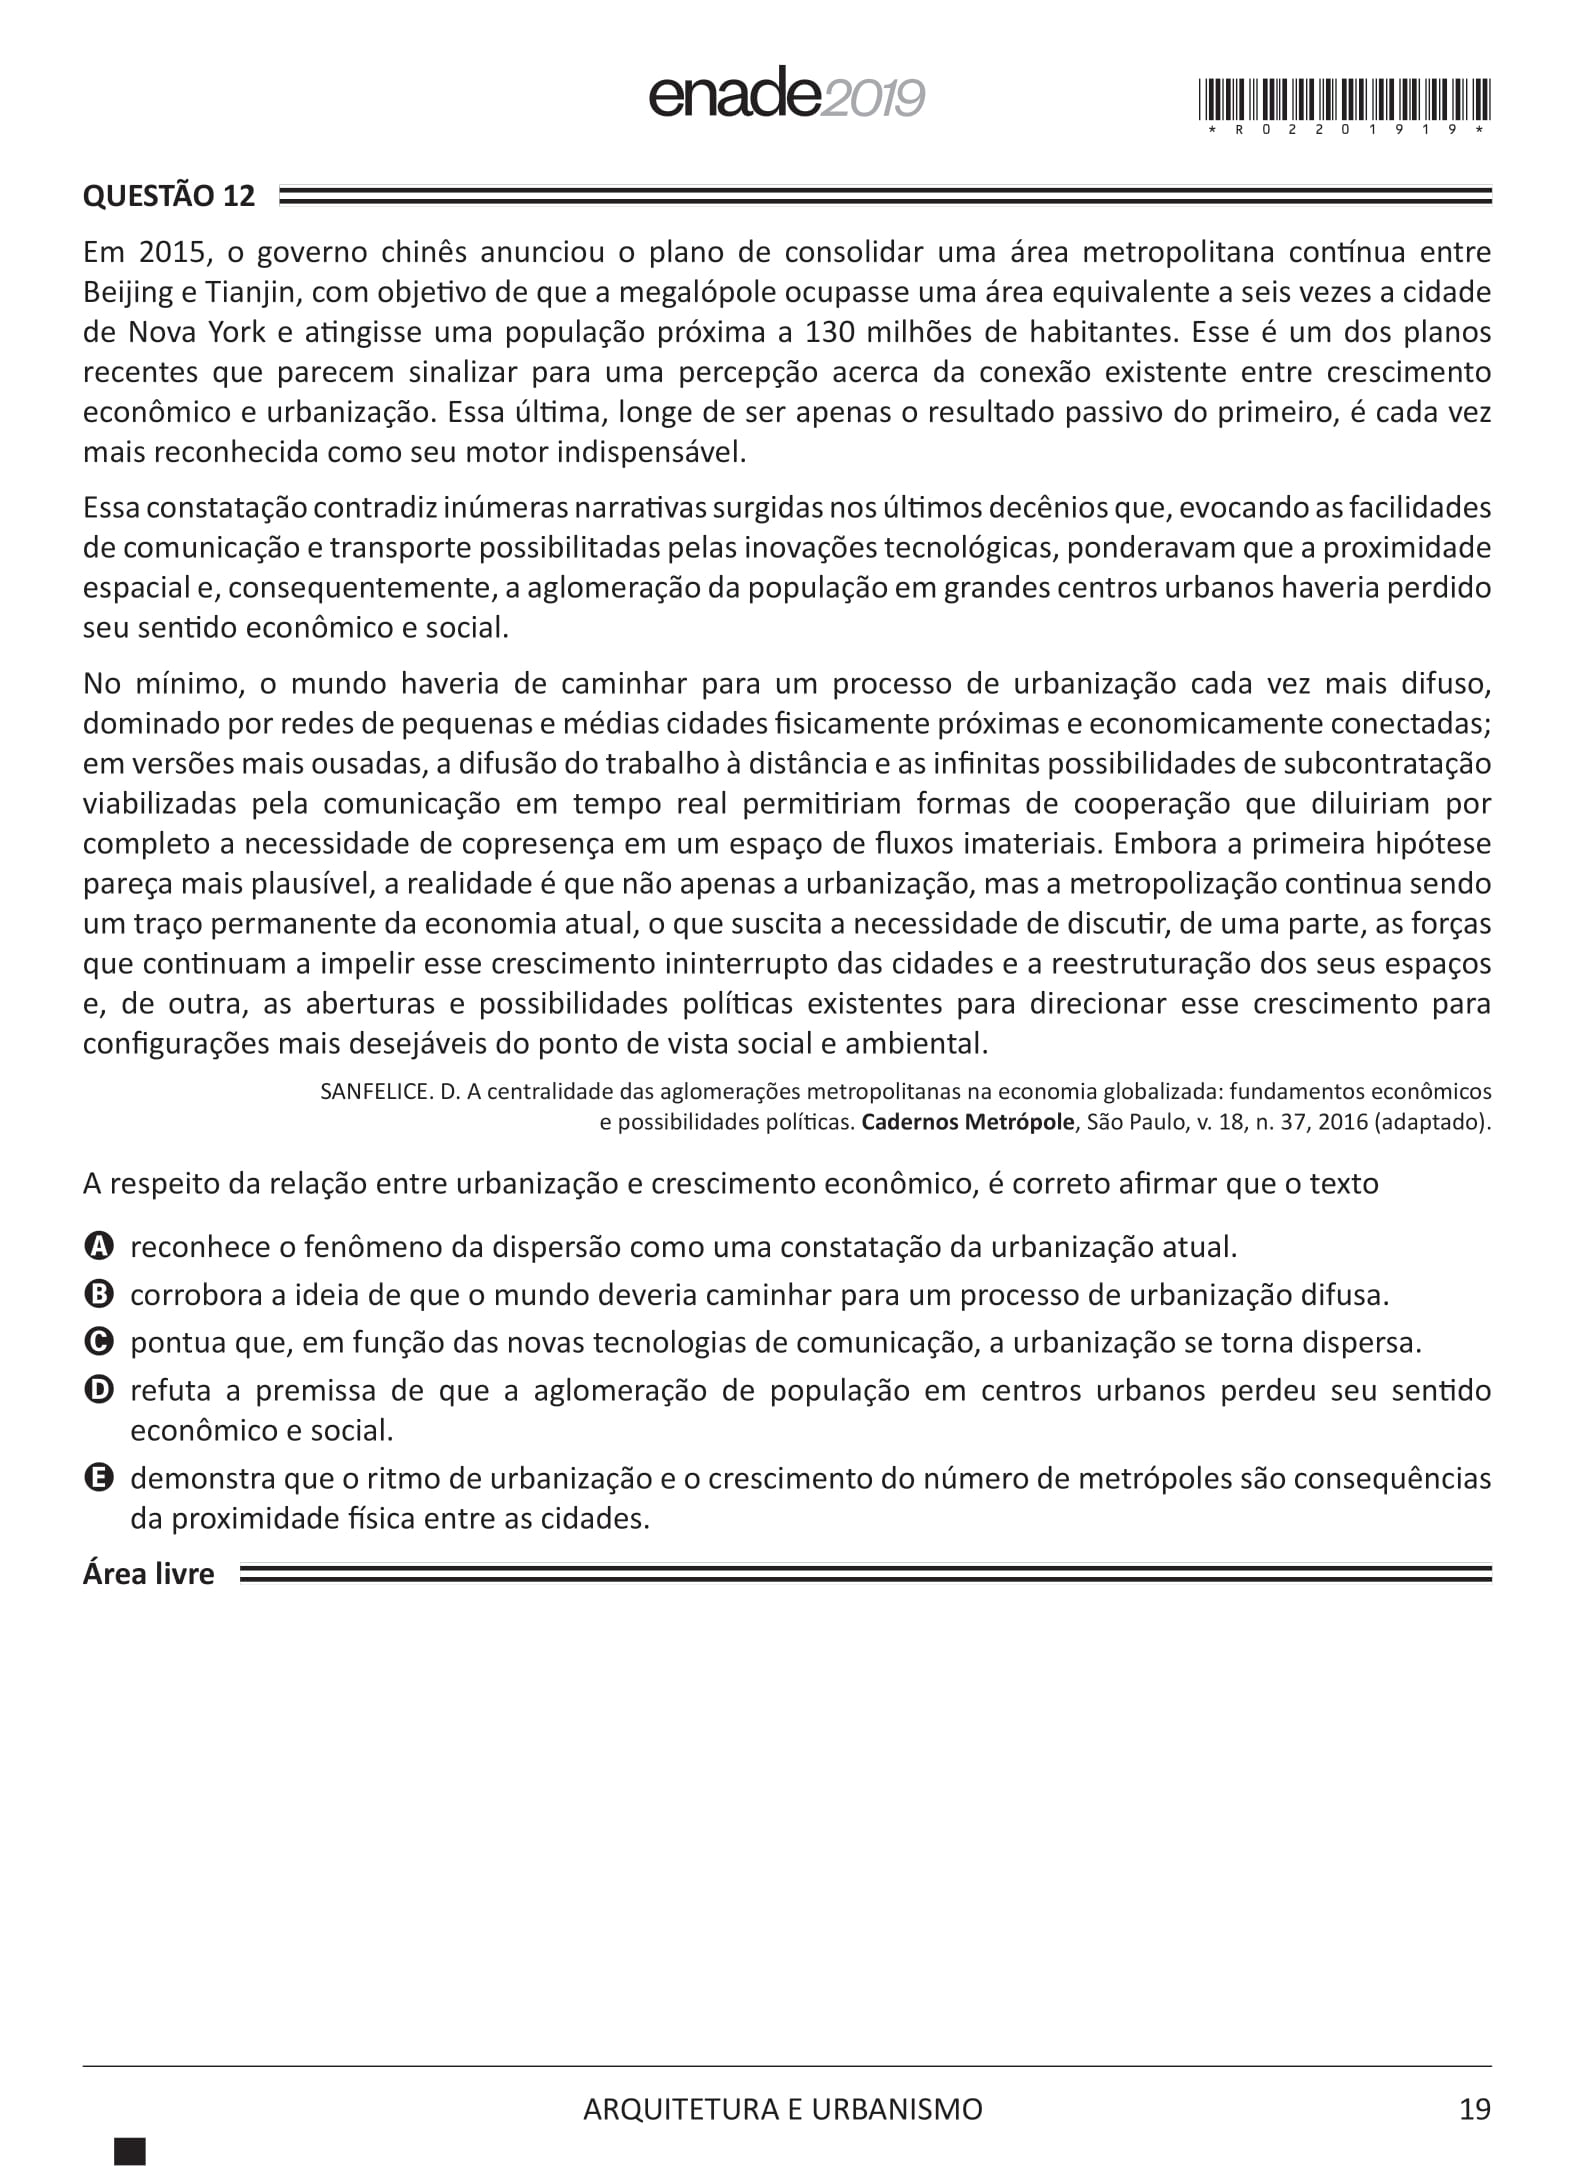 enade2019
*R02201919*
QUESTÃO 12
Em 2015, o governo chinês anunciou o plano de consolidar uma área metropolitana contínua entre
Beijing e Tianjin, com objetivo de que a megalópole ocupasse uma área equivalente a seis vezes a cidade
de Nova York e atingisse uma população próxima a 130 milhões de habitantes. Esse é um dos planos
recentes que parecem sinalizar para uma percepção acerca da conexão existente entre crescimento
econômico e urbanização. Essa última, longe de ser apenas o resultado passivo do primeiro, é cada vez
mais reconhecida como seu motor indispensável.
Essa constatação contradiz inúmeras narrativas surgidas nos últimos decênios que, evocando as facilidades
de comunicação e transporte possibilitadas pelas inovações tecnológicas, ponderavam que a proximidade
espacial e, consequentemente, a aglomeração da população em grandes centros urbanos haveria perdido
seu sentido econômico e social.
No mínimo, o mundo haveria de caminhar para um processo de urbanização cada vez mais difuso,
dominado por redes de pequenas e médias cidades fisicamente próximas e economicamente conectadas;
em versões mais ousadas, a difusão do trabalho à distância e as infinitas possibilidades de subcontratação
viabilizadas pela comunicação em tempo real permitiriam formas de cooperação que diluiriam por
completo a necessidade de copresença em um espaço de fluxos imateriais. Embora a primeira hipótese
pareça mais plausível, a realidade é que não apenas a urbanização, mas a metropolização continua sendo
um traço permanente da economia atual, o que suscita a necessidade de discutir, de uma parte, as forças
que continuam a impelir esse crescimento ininterrupto das cidades e a reestruturação dos seus espaços
e, de outra, as aberturas e possibilidades políticas existentes para direcionar esse crescimento para
configurações mais desejáveis do ponto de vista social e ambiental.
SANFELICE. D. A centralidade das aglomerações metropolitanas na economia globalizada: fundamentos econômicos
e possibilidades políticas. Cadernos Metrópole, São Paulo, v. 18, n. 37, 2016 (adaptado).
A respeito da relação entre urbanização e crescimento econômico, é correto afirmar que o texto
A reconhece o fenômeno da dispersão como uma constatação da urbanização atual.
B corrobora a ideia de que o mundo deveria caminhar para um processo de urbanização difusa.
C pontua que, em função das novas tecnologias de comunicação, a urbanização se torna dispersa.
D refuta a premissa de que a aglomeração de população em centros urbanos perdeu seu sentido
econômico e social.
E demonstra que o ritmo de urbanização e o crescimento do número de metrópoles são consequências
da proximidade física entre as cidades.
Área livre
ARQUITETURA E URBANISMO
19